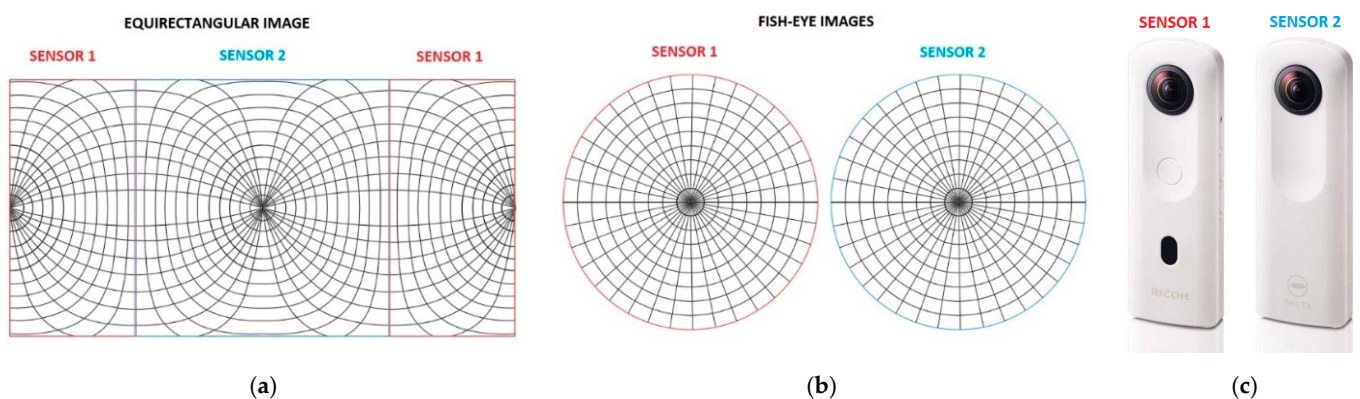 EQUIRECTANGULAR IMAGE
SENSOR 1
SENSOR 2
SENSOR 1
(a)
FISH-EYE IMAGES
SENSOR 1
SENSOR 2
(b)
SENSOR 1
SENSOR 2
RICOH
THETA
(c)